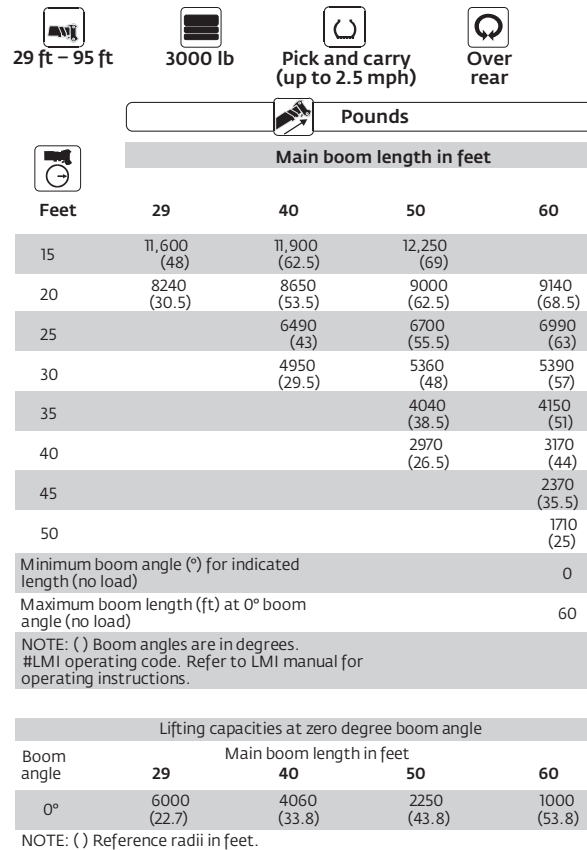 29 ft – 95 ft 3000 lb Pick and carry (up to 2.5 mph) Over rear
Pounds
Main boom length in feet
Feet 29 40 50 60
15 11,600 (48) 11,900 (62.5) 12,250 (69)
20 8240 (30.5) 8650 (53.5) 9000 (62.5) 9140 (68.5)
25 6490 (43) 6700 (55.5) 6990 (63)
30 4950 (29.5) 5360 (48) 5390 (57)
35 4040 (38.5) 4150 (51)
40 2970 (26.5) 3170 (44)
45 2370 (35.5)
50 1710 (25)
Minimum boom angle (º) for indicated
length (no load) 0
Maximum boom length (ft) at 0º boom
angle (no load) 60
NOTE: ( ) Boom angles are in degrees.
#LMI operating code. Refer to LMI manual for
operating instructions.
Lifting capacities at zero degree boom angle
Boom angle Main boom length in feet
29 40 50 60
0º 6000 (22.7) 4060 (33.8) 2250 (43.8) 1000 (53.8)
NOTE: ( ) Reference radii in feet.